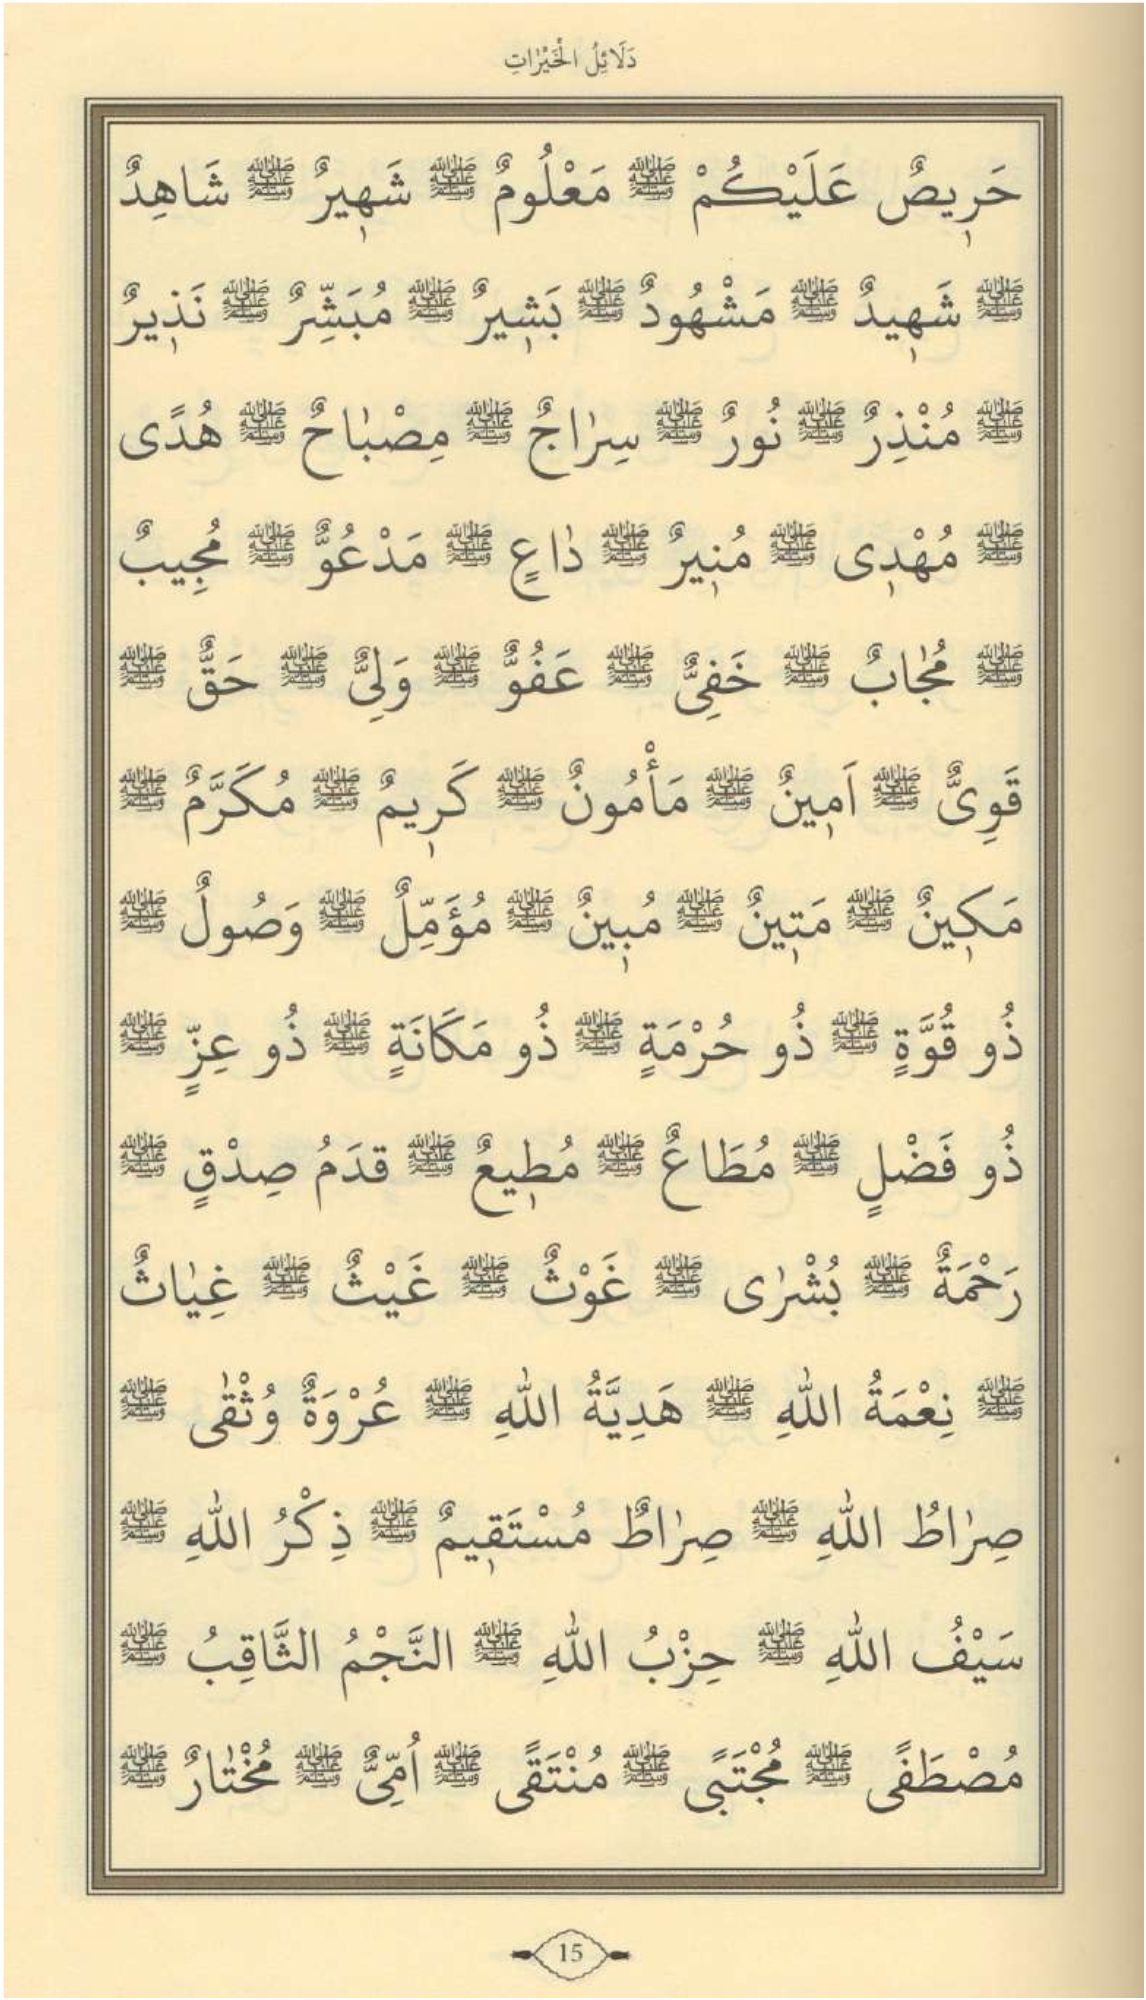 دَلَائِلُ الْخَيْرَاتِ
حَرِيصٌ عَلَيْكُمْ ﷺ مَعْلُومٌ ﷺ شَهِيرٌ ﷺ شَاهِدٌ
ﷺ شَهِيدٌ ﷺ مَشْهُودٌ ﷺ بَشِيرٌ ﷺ مُبَشِّرٌ ﷺ نَذِيرٌ
ﷺ مُنْذِرٌ ﷺ نُورٌ ﷺ سِرٰاجٌ ﷺ مِصْبٰاحٌ ﷺ هُدًى
ﷺ مُهْدِى ﷺ مُنِيرٌ ﷺ دٰاعٍ ﷺ مَدْعُوٌّ ﷺ مُجِيبٌ
ﷺ مُجٰابٌ ﷺ خَفِىٌّ ﷺ عَفُوٌّ ﷺ وَلِىٌّ ﷺ حَقٌّ ﷺ
قَوِىٌّ ﷺ اَمِينٌ ﷺ مَأْمُونٌ ﷺ كَرِيمٌ ﷺ مُكَرَّمٌ ﷺ
مَكِينٌ ﷺ مَتِينٌ ﷺ مُبِينٌ ﷺ مُؤَمِّلٌ ﷺ وَصُولٌ ﷺ
ذُو قُوَّةٍ ﷺ ذُو حُرْمَةٍ ﷺ ذُو مَكَانَةٍ ﷺ ذُو عِزٍّ ﷺ
ذُو فَضْلٍ ﷺ مُطَاعٌ ﷺ مُطِيعٌ ﷺ قدَمُ صِدْقٍ ﷺ
رَحْمَةٌ ﷺ بُشْرٰى ﷺ غَوْثٌ ﷺ غَيْثٌ ﷺ غِيٰاثٌ
ﷺ نِعْمَةُ اللهِ ﷺ هَدِيَّةُ اللهِ ﷺ عُرْوَةٌ وُثْقٰى ﷺ
صِرٰاطُ اللهِ ﷺ صِرٰاطٌ مُسْتَقِيمٌ ﷺ ذِكْرُ اللهِ ﷺ
سَيْفُ اللهِ ﷺ حِزْبُ اللهِ ﷺ النَّجْمُ الثَّاقِبُ ﷺ
مُصْطَفًى ﷺ مُجْتَبًى ﷺ مُنْتَقًى ﷺ اُمِّىٌّ ﷺ مُخْتٰارٌ ﷺ
15